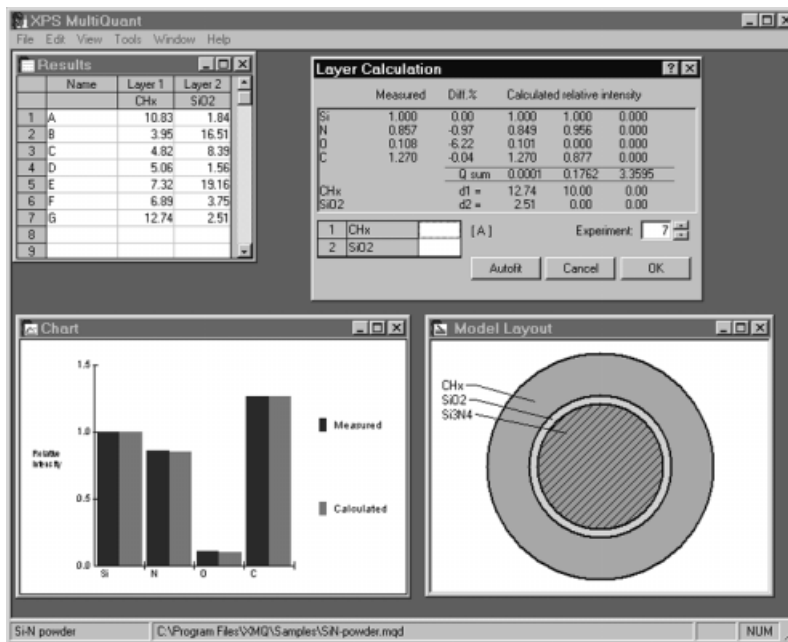 XPS MultiQuant
File Edit View Tools Window Help
Results
Name Layer 1 Layer 2
CHx SiO2
1 A 10.83 1.84
2 B 3.95 16.51
3 C 4.82 8.39
4 D 5.06 1.56
5 E 7.32 19.16
6 F 6.89 3.75
7 G 12.74 2.51
8
9
Layer Calculation
Measured Diff.% Calculated relative intensity
Si 1.000 0.00 1.000 1.000 0.000
N 0.857 -0.97 0.849 0.956 0.000
O 0.108 -6.22 0.101 0.000 0.000
C 1.270 -0.04 1.270 0.877 0.000
Q sum 0.0001 0.1762 3.3595
CHx d1 = 12.74 10.00 0.00
SiO2 d2 = 2.51 0.00 0.00
1 CHx [A] Experiment: 7
2 SiO2
Autofit Cancel OK
Chart
1.5
1.0
0.5
0.0
Relative
Intensity
Si N O C
Measured
Calculated
Model Layout
CHx
SiO2
Si3N4
Si-N powder C:\Program Files\XMQ\Samples\SiN-powder.mqd NUM